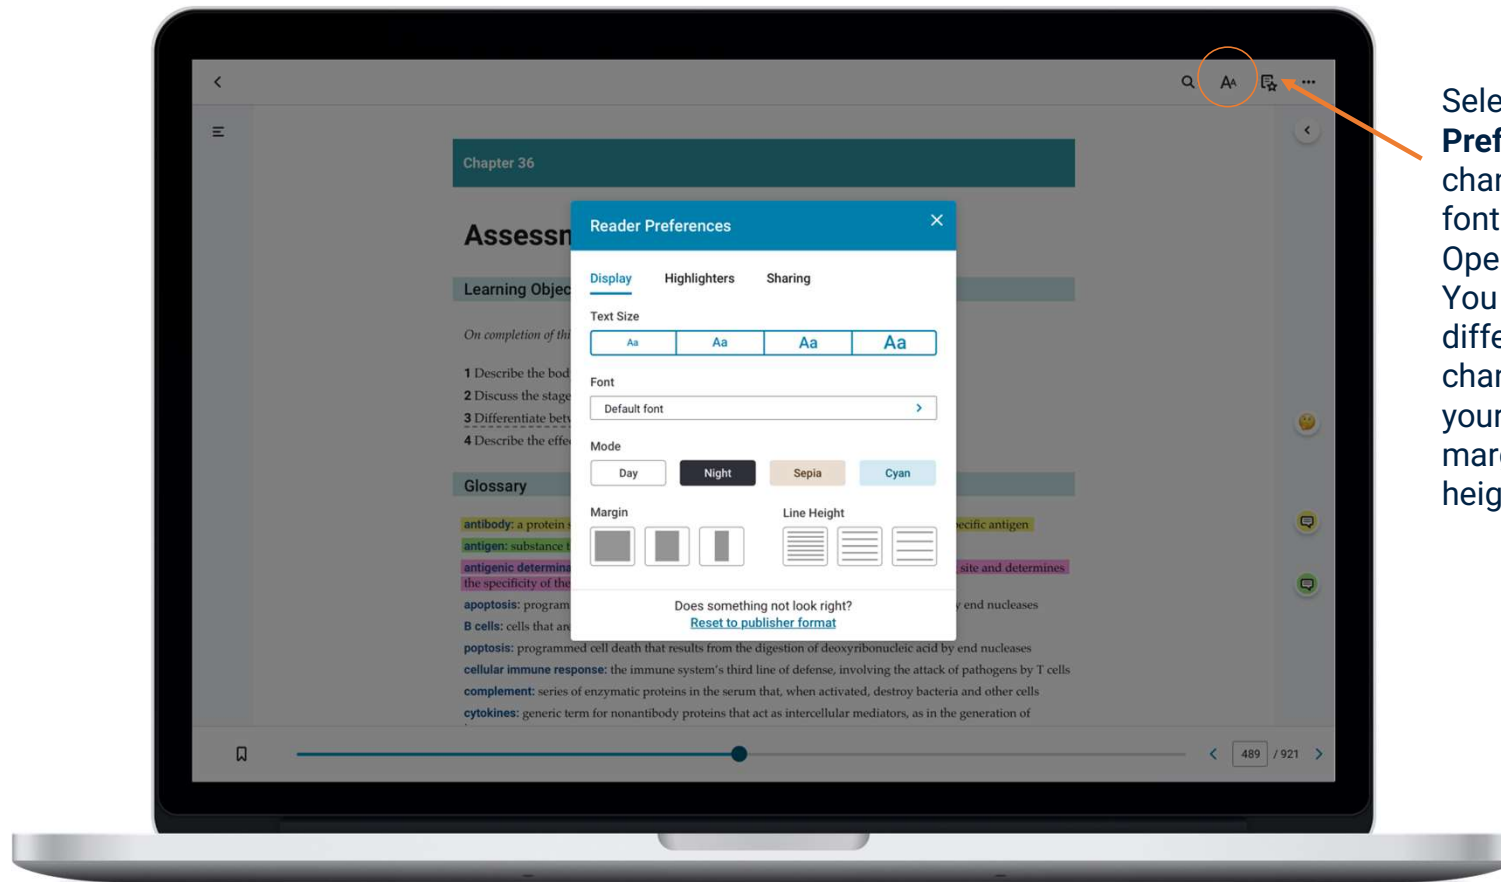 AA
Chapter 36
Assessn
Learning Objec
On completion of thi
1 Describe the bod
2 Discuss the stage
3 Differentiate betw
4 Describe the effe
Glossary
antibody: a protein s
ecific antigen
antigen: substance t
antigenic determina
site and determines
the specificity of the
apoptosis: program
y end nucleases
B cells: cells that are
poptosis: programmed cell death that results from the digestion of deoxyribonucleic acid by end nucleases
cellular immune response: the immune system's third line of defense, involving the attack of pathogens by T cells
complement: series of enzymatic proteins in the serum that, when activated, destroy bacteria and other cells
cytokines: generic term for nonantibody proteins that act as intercellular mediators, as in the generation of
Reader Preferences
Display Highlighters Sharing
Text Size
Aa Aa Aa Aa
Font
Default font
Mode
Day Night Sepia Cyan
Margin Line Height
Does something not look right?
Reset to publisher format
489 / 921
Sele
Pref
char
font
Ope
You
diffe
char
your
marg
heig